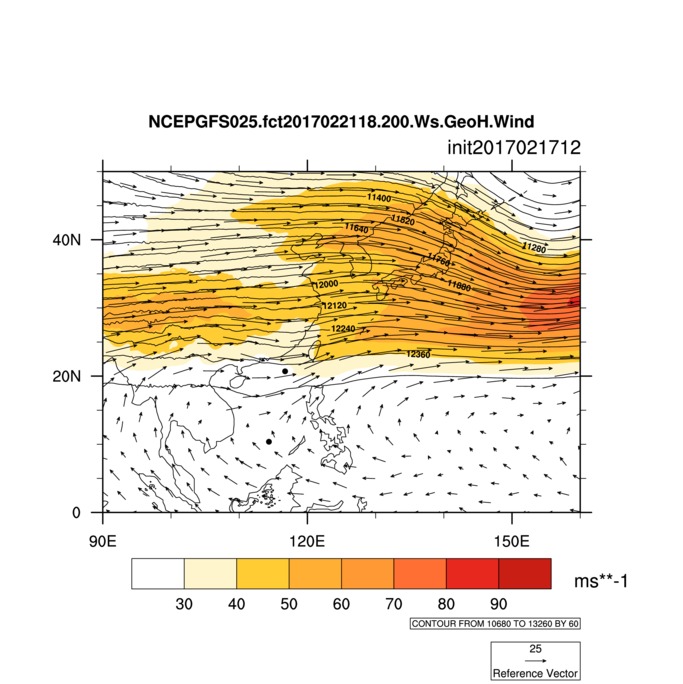 NCEPGFS025.fct2017022118.200.Ws.GeoH.Wind
init2017021712
11400
11820
11640
11280
40N
11760
11880
12000
12120
12240
12360
20N
0
90E 120E 150E
ms**-1
30 40 50 60 70 80 90
CONTOUR FROM 10680 TO 13260 BY 60
25
Reference Vector